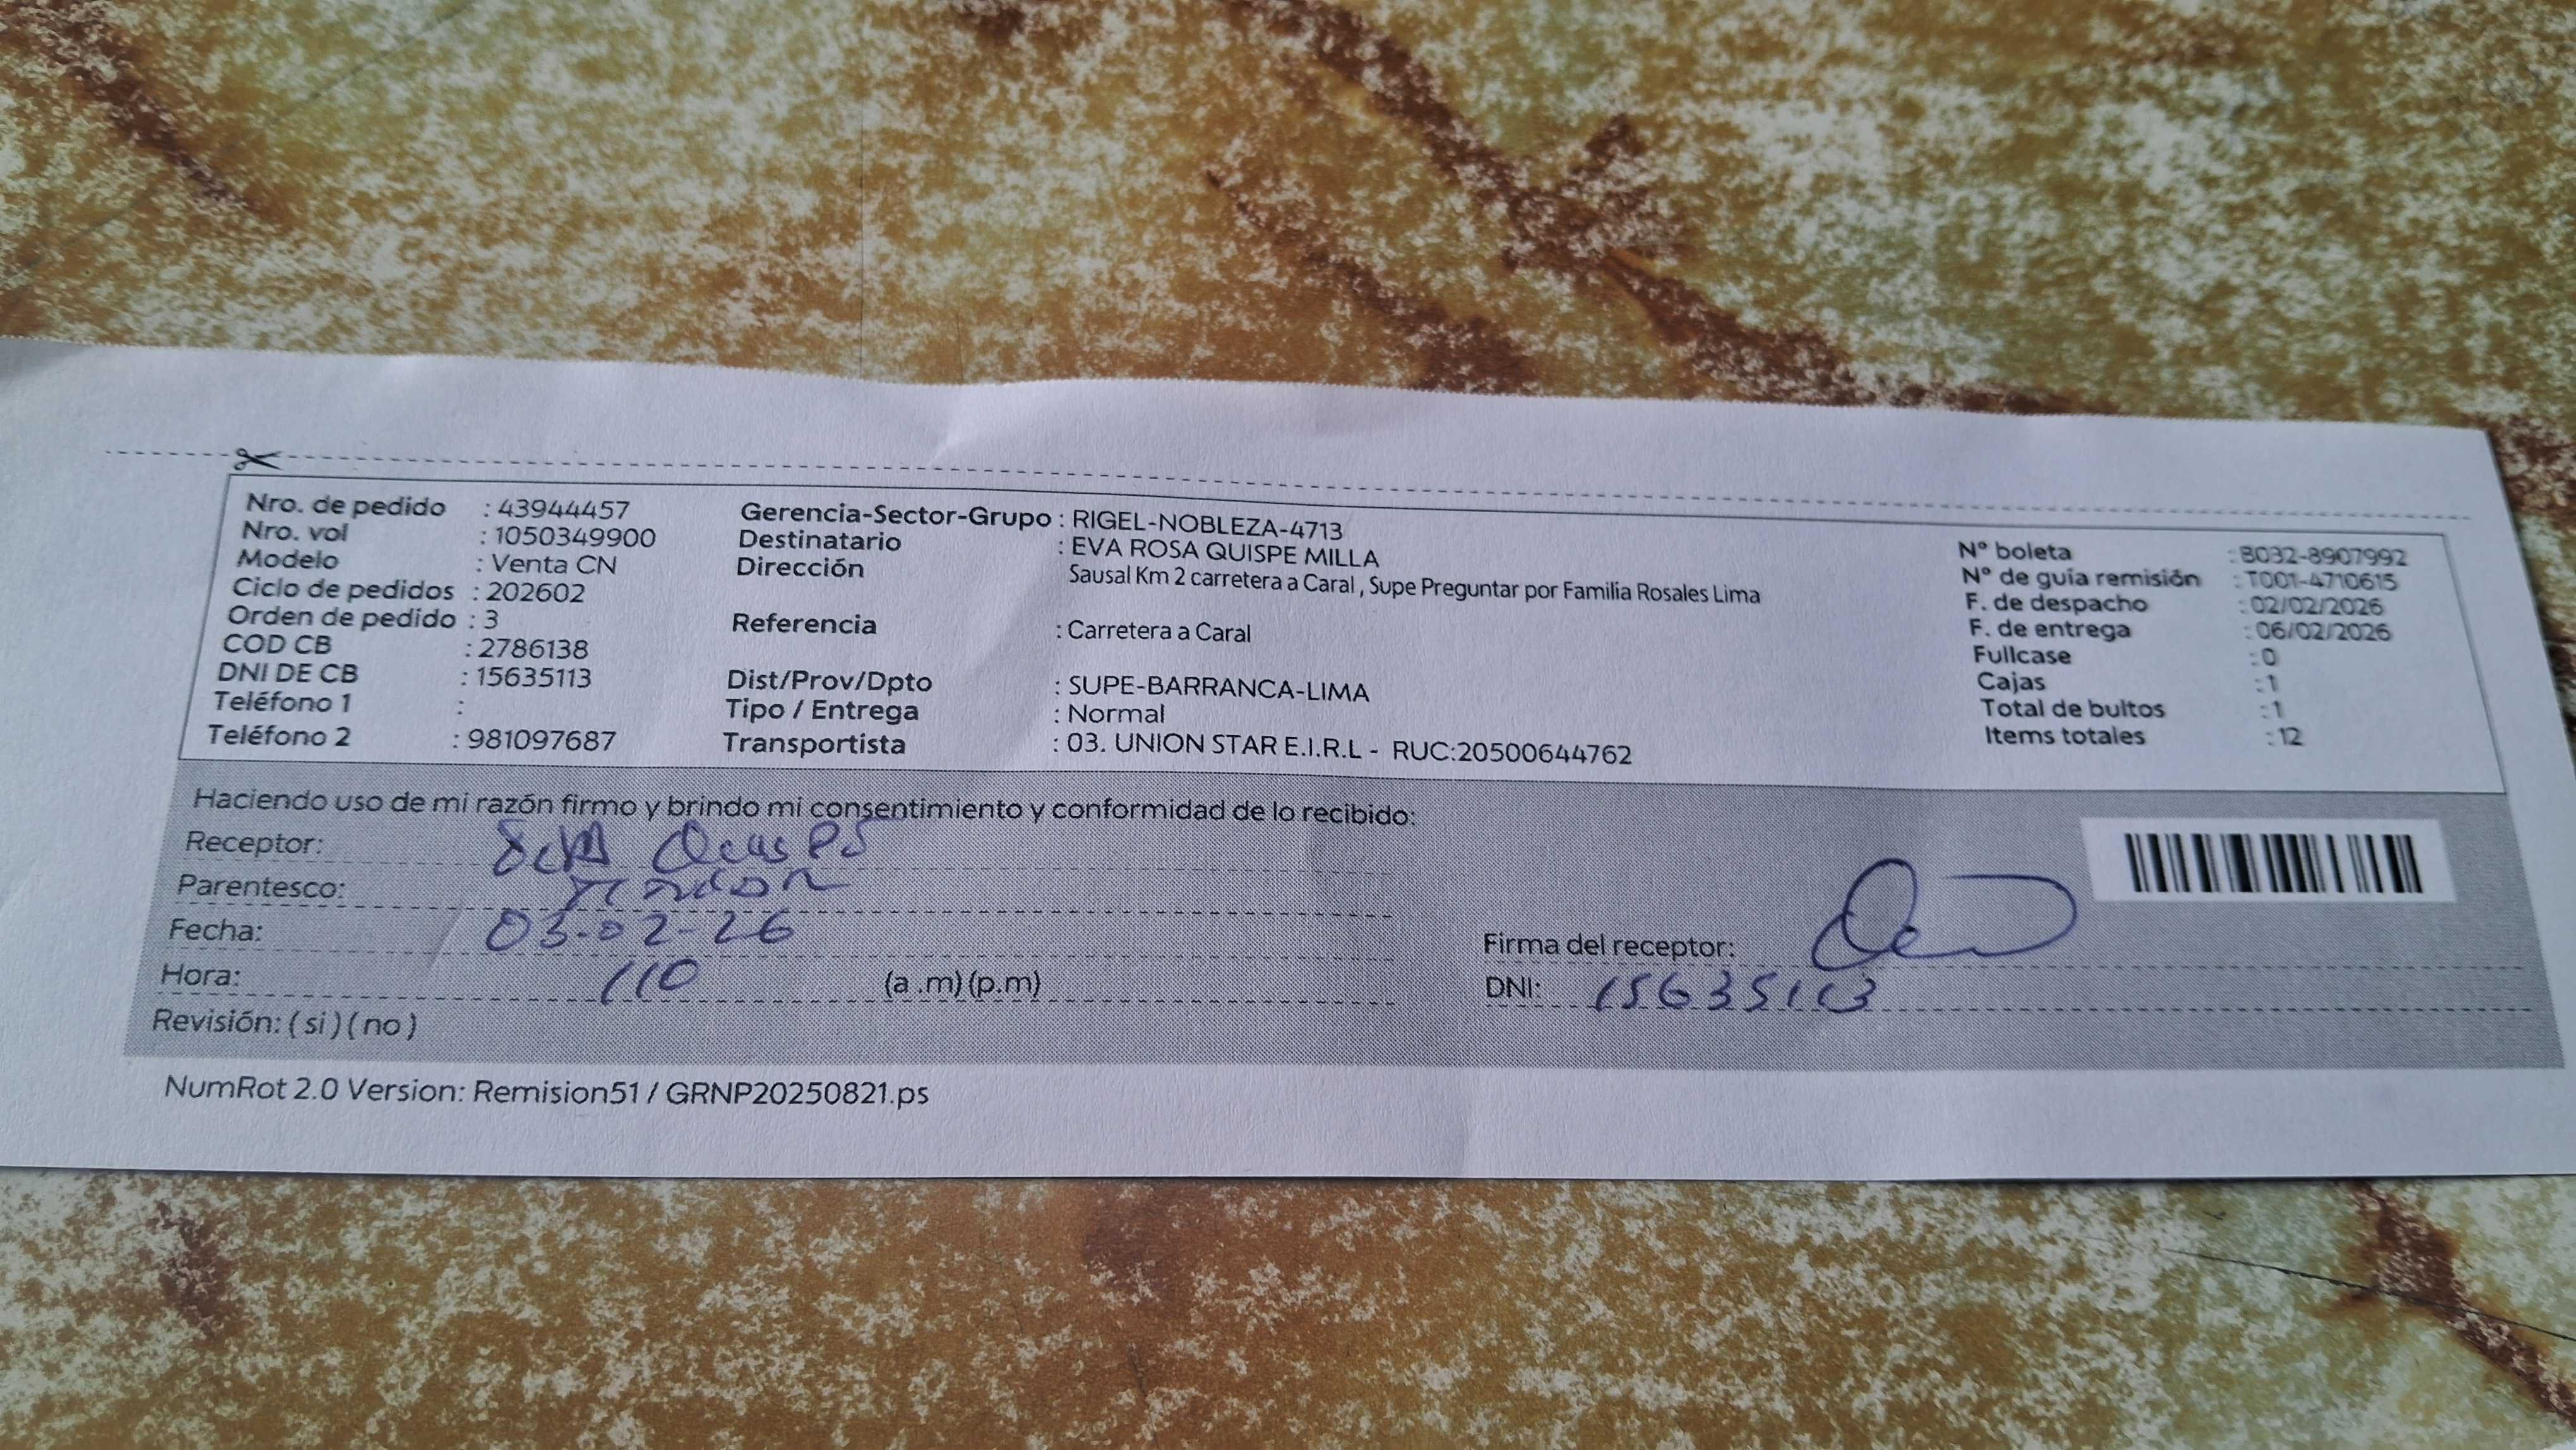 Nro. de pedido : 43944457
Nro. vol : 1050349900
Modelo : Venta CN
Ciclo de pedidos : 202602
Orden de pedido : 3
COD CB : 2786138
DNI DE CB : 15635113
Teléfono 1 :
Teléfono 2 : 981097687
Gerencia-Sector-Grupo : RIGEL-NOBLEZA-4713
Destinatario : EVA ROSA QUISPE MILLA
Dirección Sausal Km 2 carretera a Caral , Supe Preguntar por Familia Rosales Lima
Referencia : Carretera a Caral
Dist/Prov/Dpto : SUPE-BARRANCA-LIMA
Tipo / Entrega : Normal
Transportista : 03. UNION STAR E.I.R.L - RUC:20500644762
N° boleta : B032-8907992
N° de guía remisión : T001-4710615
F. de despacho : 02/02/2026
F. de entrega : 06/02/2026
Fullcase : 0
Cajas : 1
Total de bultos : 1
Items totales : 12
Haciendo uso de mi razón firmo y brindo mi consentimiento y conformidad de lo recibido:
Receptor:
Parentesco:
Fecha: 03-02-26
Hora: 110 (a .m) (p.m)
Revisión: ( si ) ( no )
Firma del receptor:
DNI: 15635113
NumRot 2.0 Version: Remision51 / GRNP20250821.ps